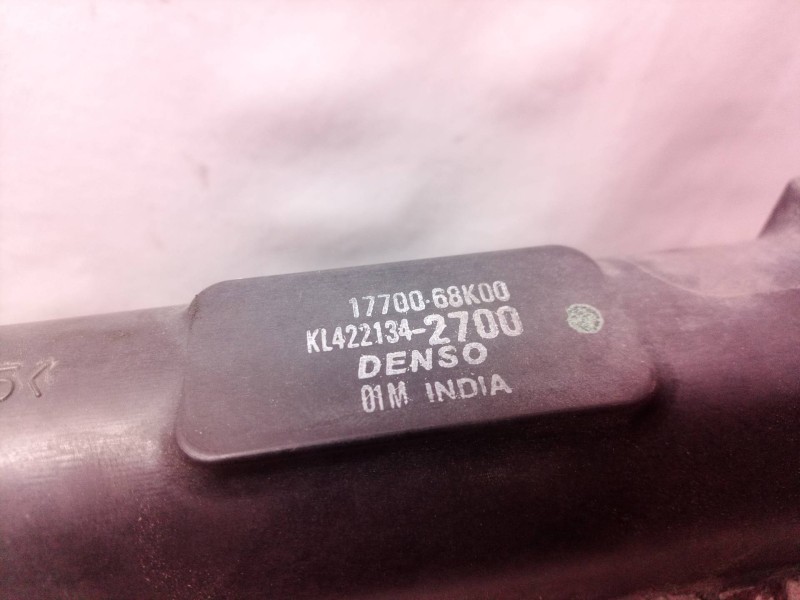 17700-68K00
KL422134-2700
DENSO
01M INDIA